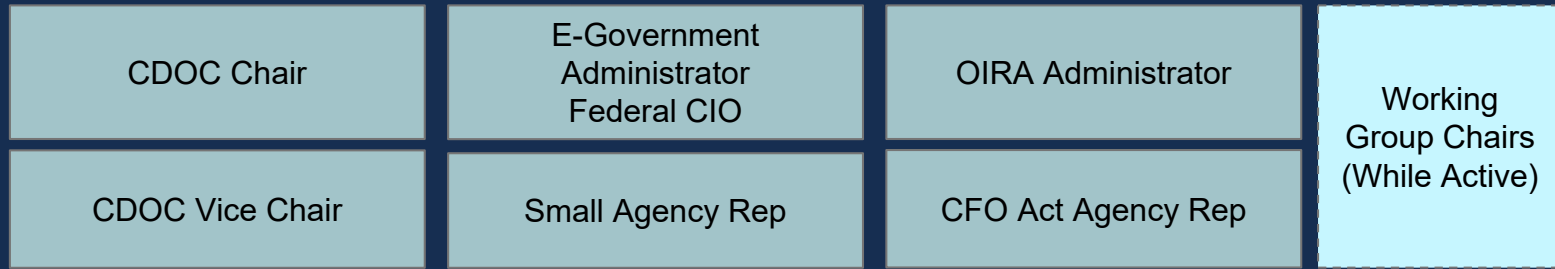 CDOC Chair
E-Government
Administrator
Federal CIO
OIRA Administrator
Working
Group Chairs
(While Active)
CDOC Vice Chair
Small Agency Rep
CFO Act Agency Rep